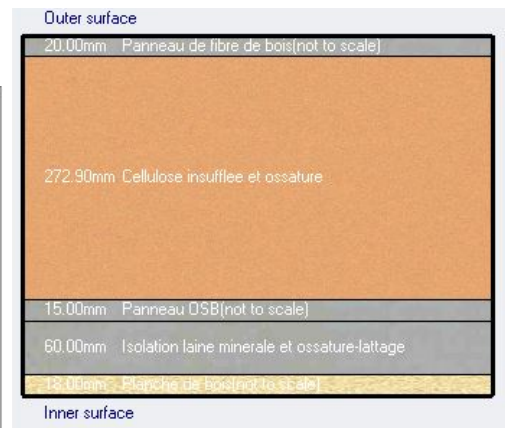 Outer surface
20.00mm Panneau de fibre de bois(not to scale)
272.90mm Cellulose insufflee et ossature
15.00mm Panneau OSB(not to scale)
60.00mm Isolation laine minerale et ossature-lattage
18.00mm Planche de bois(not to scale)
Inner surface